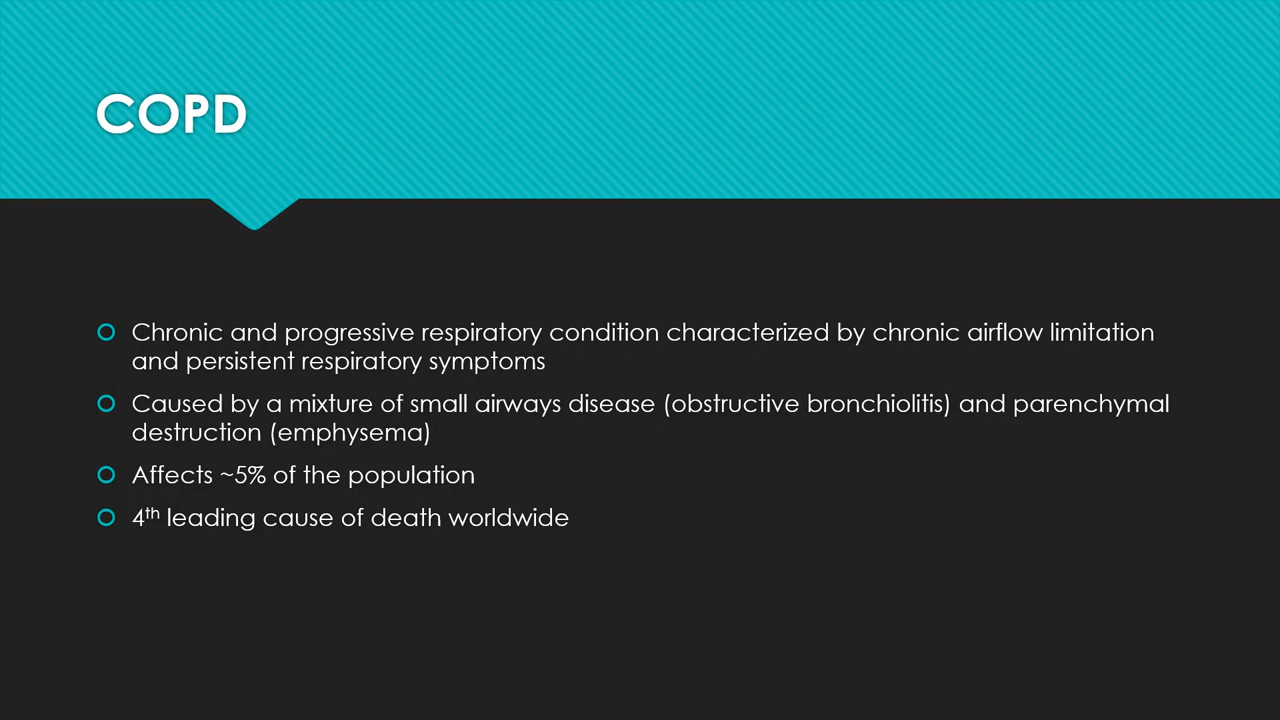 COPD
Chronic and progressive respiratory condition characterized by chronic airflow limitation
and persistent respiratory symptoms
Caused by a mixture of small airways disease (obstructive bronchiolitis) and parenchymal
destruction (emphysema)
Affects ~5% of the population
4th leading cause of death worldwide